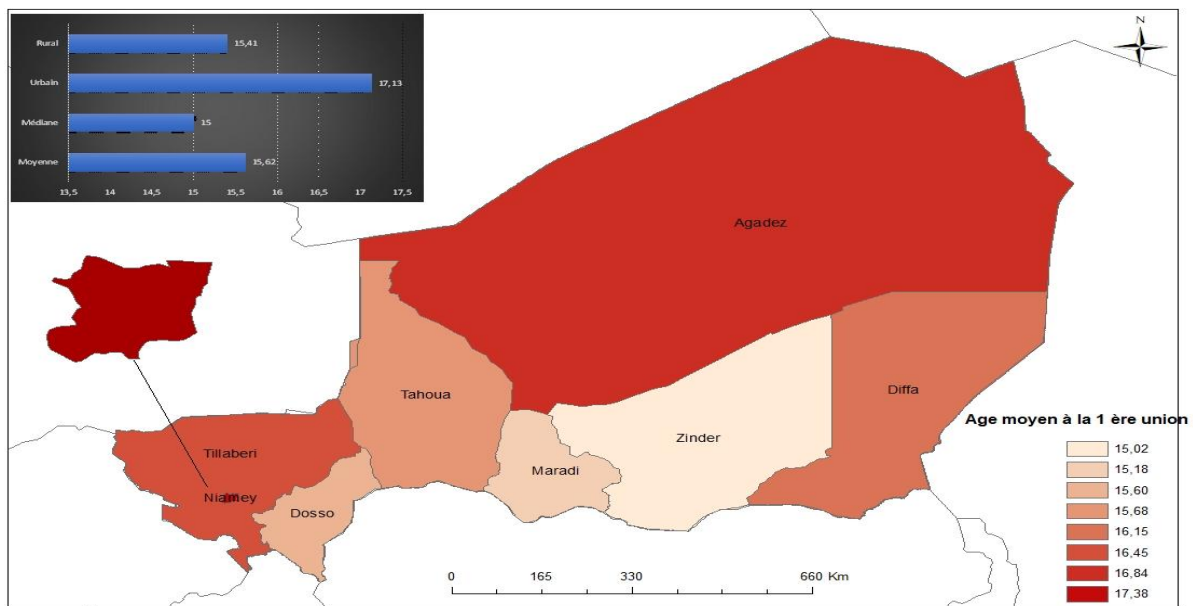 Rural
15,41
Urbain
17,13
Médiane
15
Moyenne
15,62
13,5 14 14,5 15 15,5 16 16,5 17 17,5
N
Agadez
Tahoua
Diffa
Zinder
Tillaberi
Maradi
Niamey
Dosso
Age moyen à la 1 ère union
15,02
15,18
15,60
15,68
16,15
16,45
16,84
17,38
0 165 330 660 Km